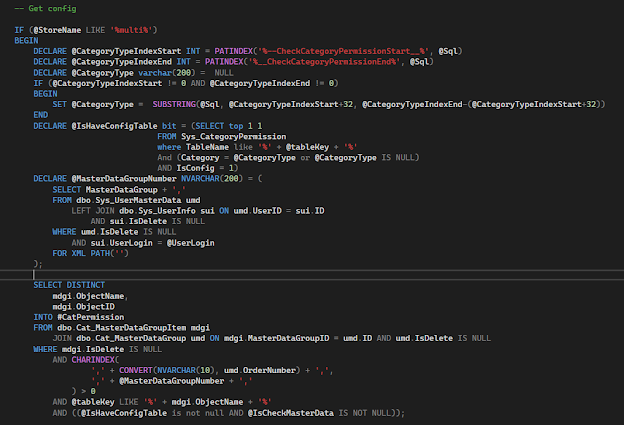 -- Get config
IF (@StoreName LIKE '%multi%')
BEGIN
DECLARE @CategoryTypeIndexStart INT = PATINDEX('%--CheckCategoryPermissionStart__%', @Sql)
DECLARE @CategoryTypeIndexEnd INT = PATINDEX('%__CheckCategoryPermissionEnd%', @Sql)
DECLARE @CategoryType varchar(200) =  NULL
IF (@CategoryTypeIndexStart != 0 AND @CategoryTypeIndexEnd != 0)
BEGIN
SET @CategoryType =  SUBSTRING(@Sql, @CategoryTypeIndexStart+32, @CategoryTypeIndexEnd-(@CategoryTypeIndexStart+32))
END
DECLARE @IsHaveConfigTable bit = (SELECT top 1 1
FROM Sys_CategoryPermission
where TableName like '%' + @tableKey + '%'
And (Category = @CategoryType or @CategoryType IS NULL)
AND IsConfig = 1)
DECLARE @MasterDataGroupNumber NVARCHAR(200) = (
SELECT MasterDataGroup + ','
FROM dbo.Sys_UserMasterData umd
LEFT JOIN dbo.Sys_UserInfo sui ON umd.UserID = sui.ID
AND sui.IsDelete IS NULL
WHERE umd.IsDelete IS NULL
AND sui.UserLogin = @UserLogin
FOR XML PATH('')
);
SELECT DISTINCT
mdgi.ObjectName,
mdgi.ObjectID
INTO #CatPermission
FROM dbo.Cat_MasterDataGroupItem mdgi
JOIN dbo.Cat_MasterDataGroup umd ON mdgi.MasterDataGroupID = umd.ID AND umd.IsDelete IS NULL
WHERE mdgi.IsDelete IS NULL
AND CHARINDEX(
',' + CONVERT(NVARCHAR(10), umd.OrderNumber) + ',',
',' + @MasterDataGroupNumber + ','
) > 0
AND @tableKey LIKE '%' + mdgi.ObjectName + '%'
AND ((@IsHaveConfigTable is not null AND @IsCheckMasterData IS NOT NULL));